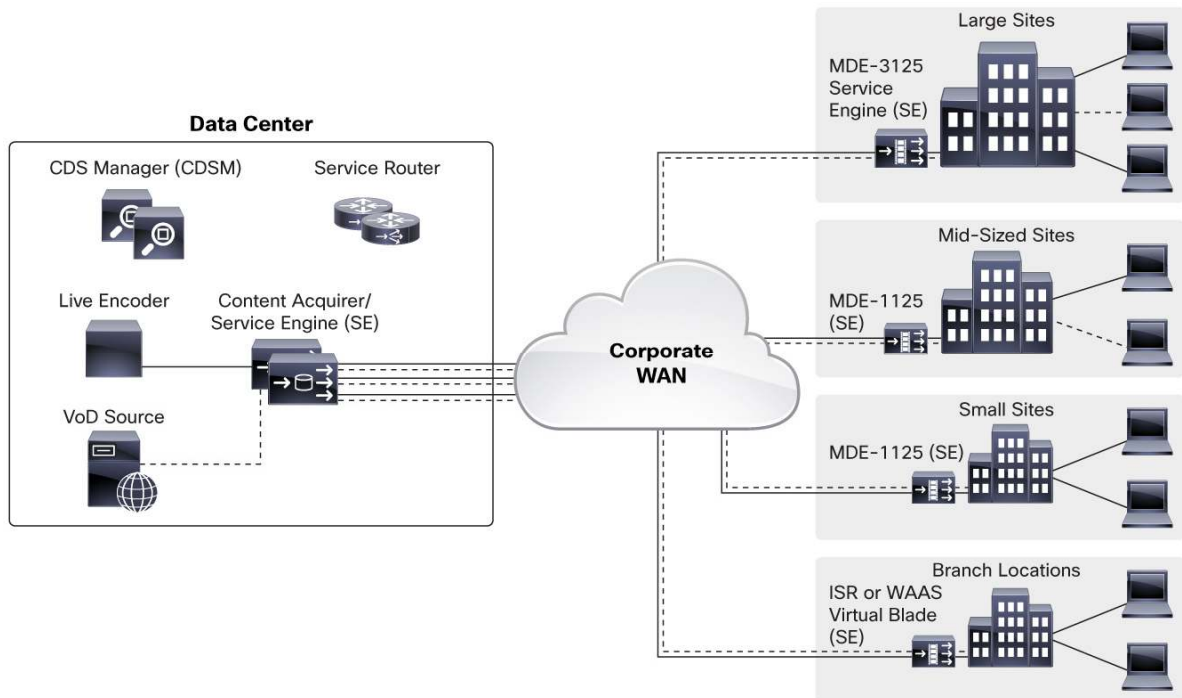 Data Center
CDS Manager (CDSM)
Service Router
Live Encoder
Content Acquirer/
Service Engine (SE)
VoD Source
Corporate
WAN
Large Sites
MDE-3125
Service
Engine (SE)
Mid-Sized Sites
MDE-1125
(SE)
Small Sites
MDE-1125 (SE)
Branch Locations
ISR or WAAS
Virtual Blade
(SE)